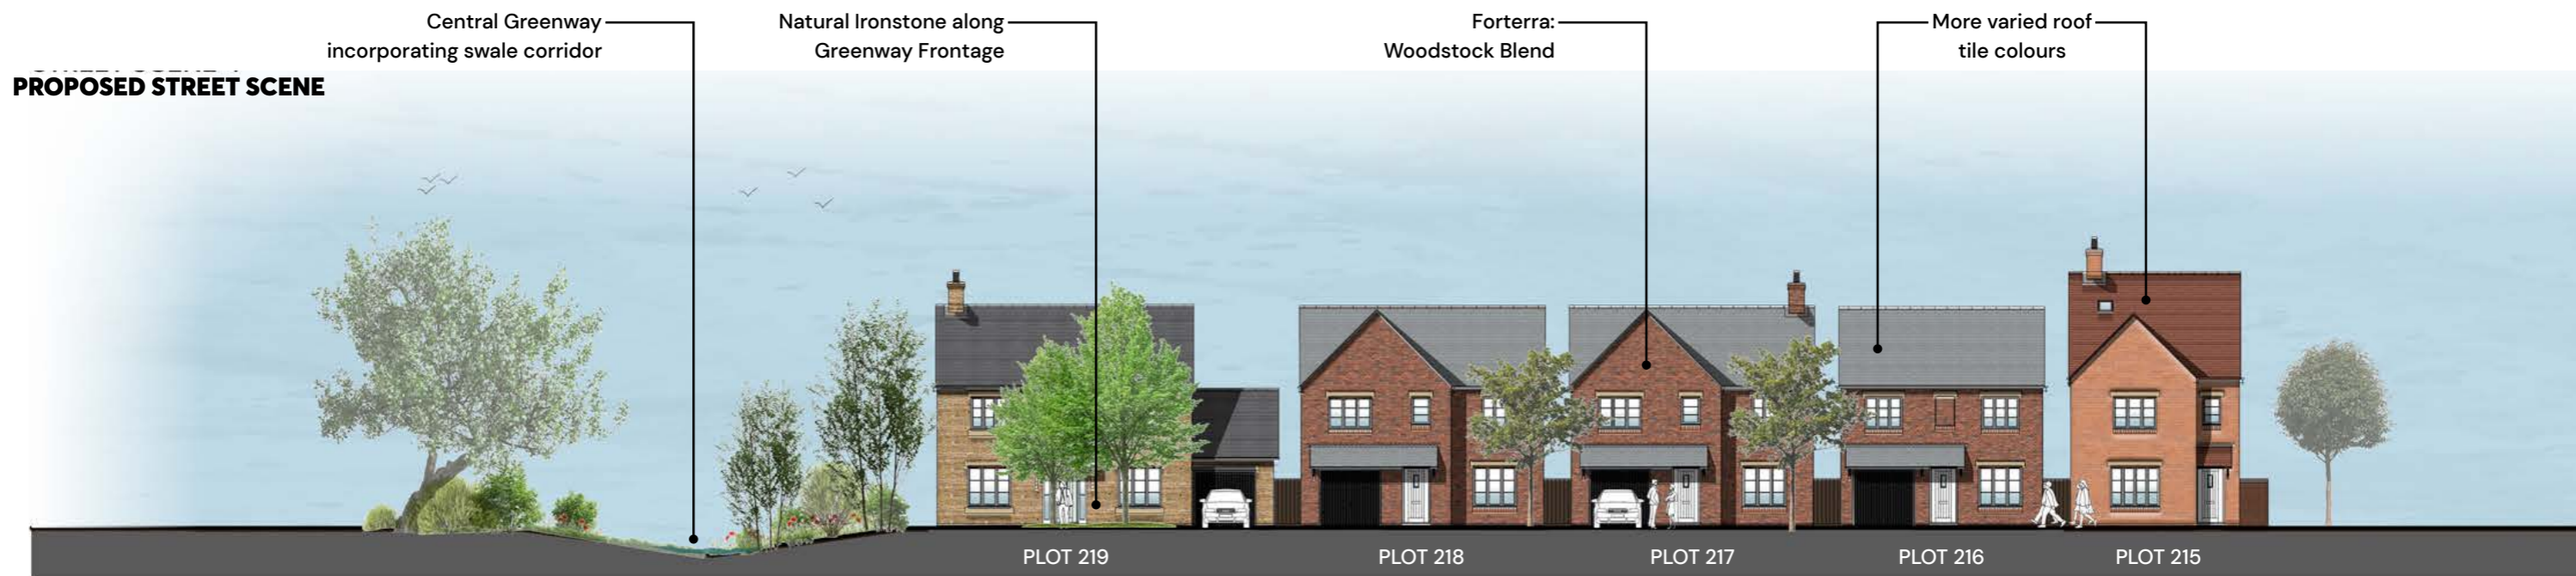 Central Greenway
incorporating swale corridor
Natural Ironstone along
Greenway Frontage
Forterra:
Woodstock Blend
More varied roof
tile colours
PROPOSED STREET SCENE
PLOT 219
PLOT 218
PLOT 217
PLOT 216
PLOT 215